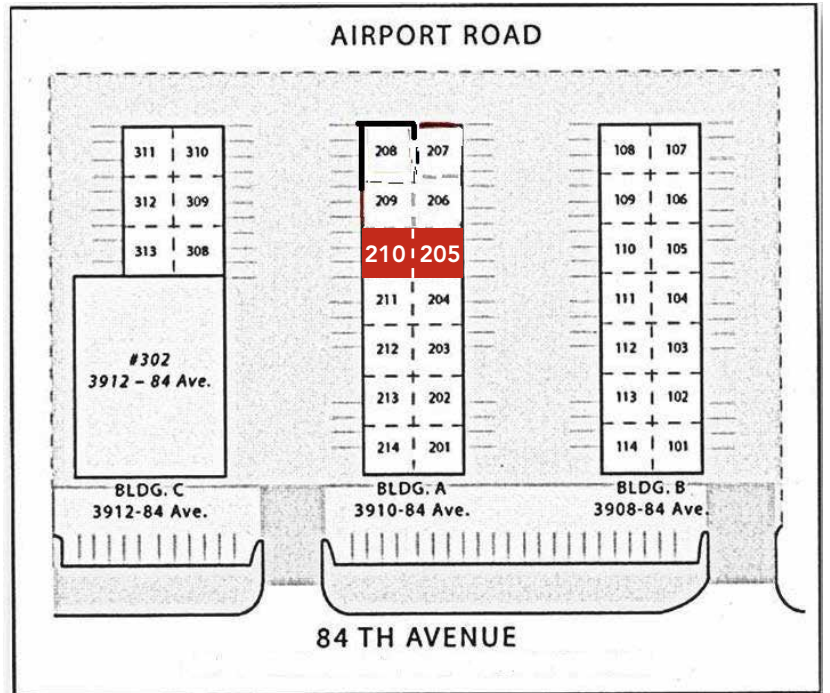 AIRPORT ROAD
311 310
312 309
313 308
#302
3912 – 84 Ave.
BLDG. C
3912-84 Ave.
208 207
209 206
210 205
211 204
212 203
213 202
214 201
BLDG. A
3910-84 Ave.
108 107
109 106
110 105
111 104
112 103
113 102
114 101
BLDG. B
3908-84 Ave.
84 TH AVENUE